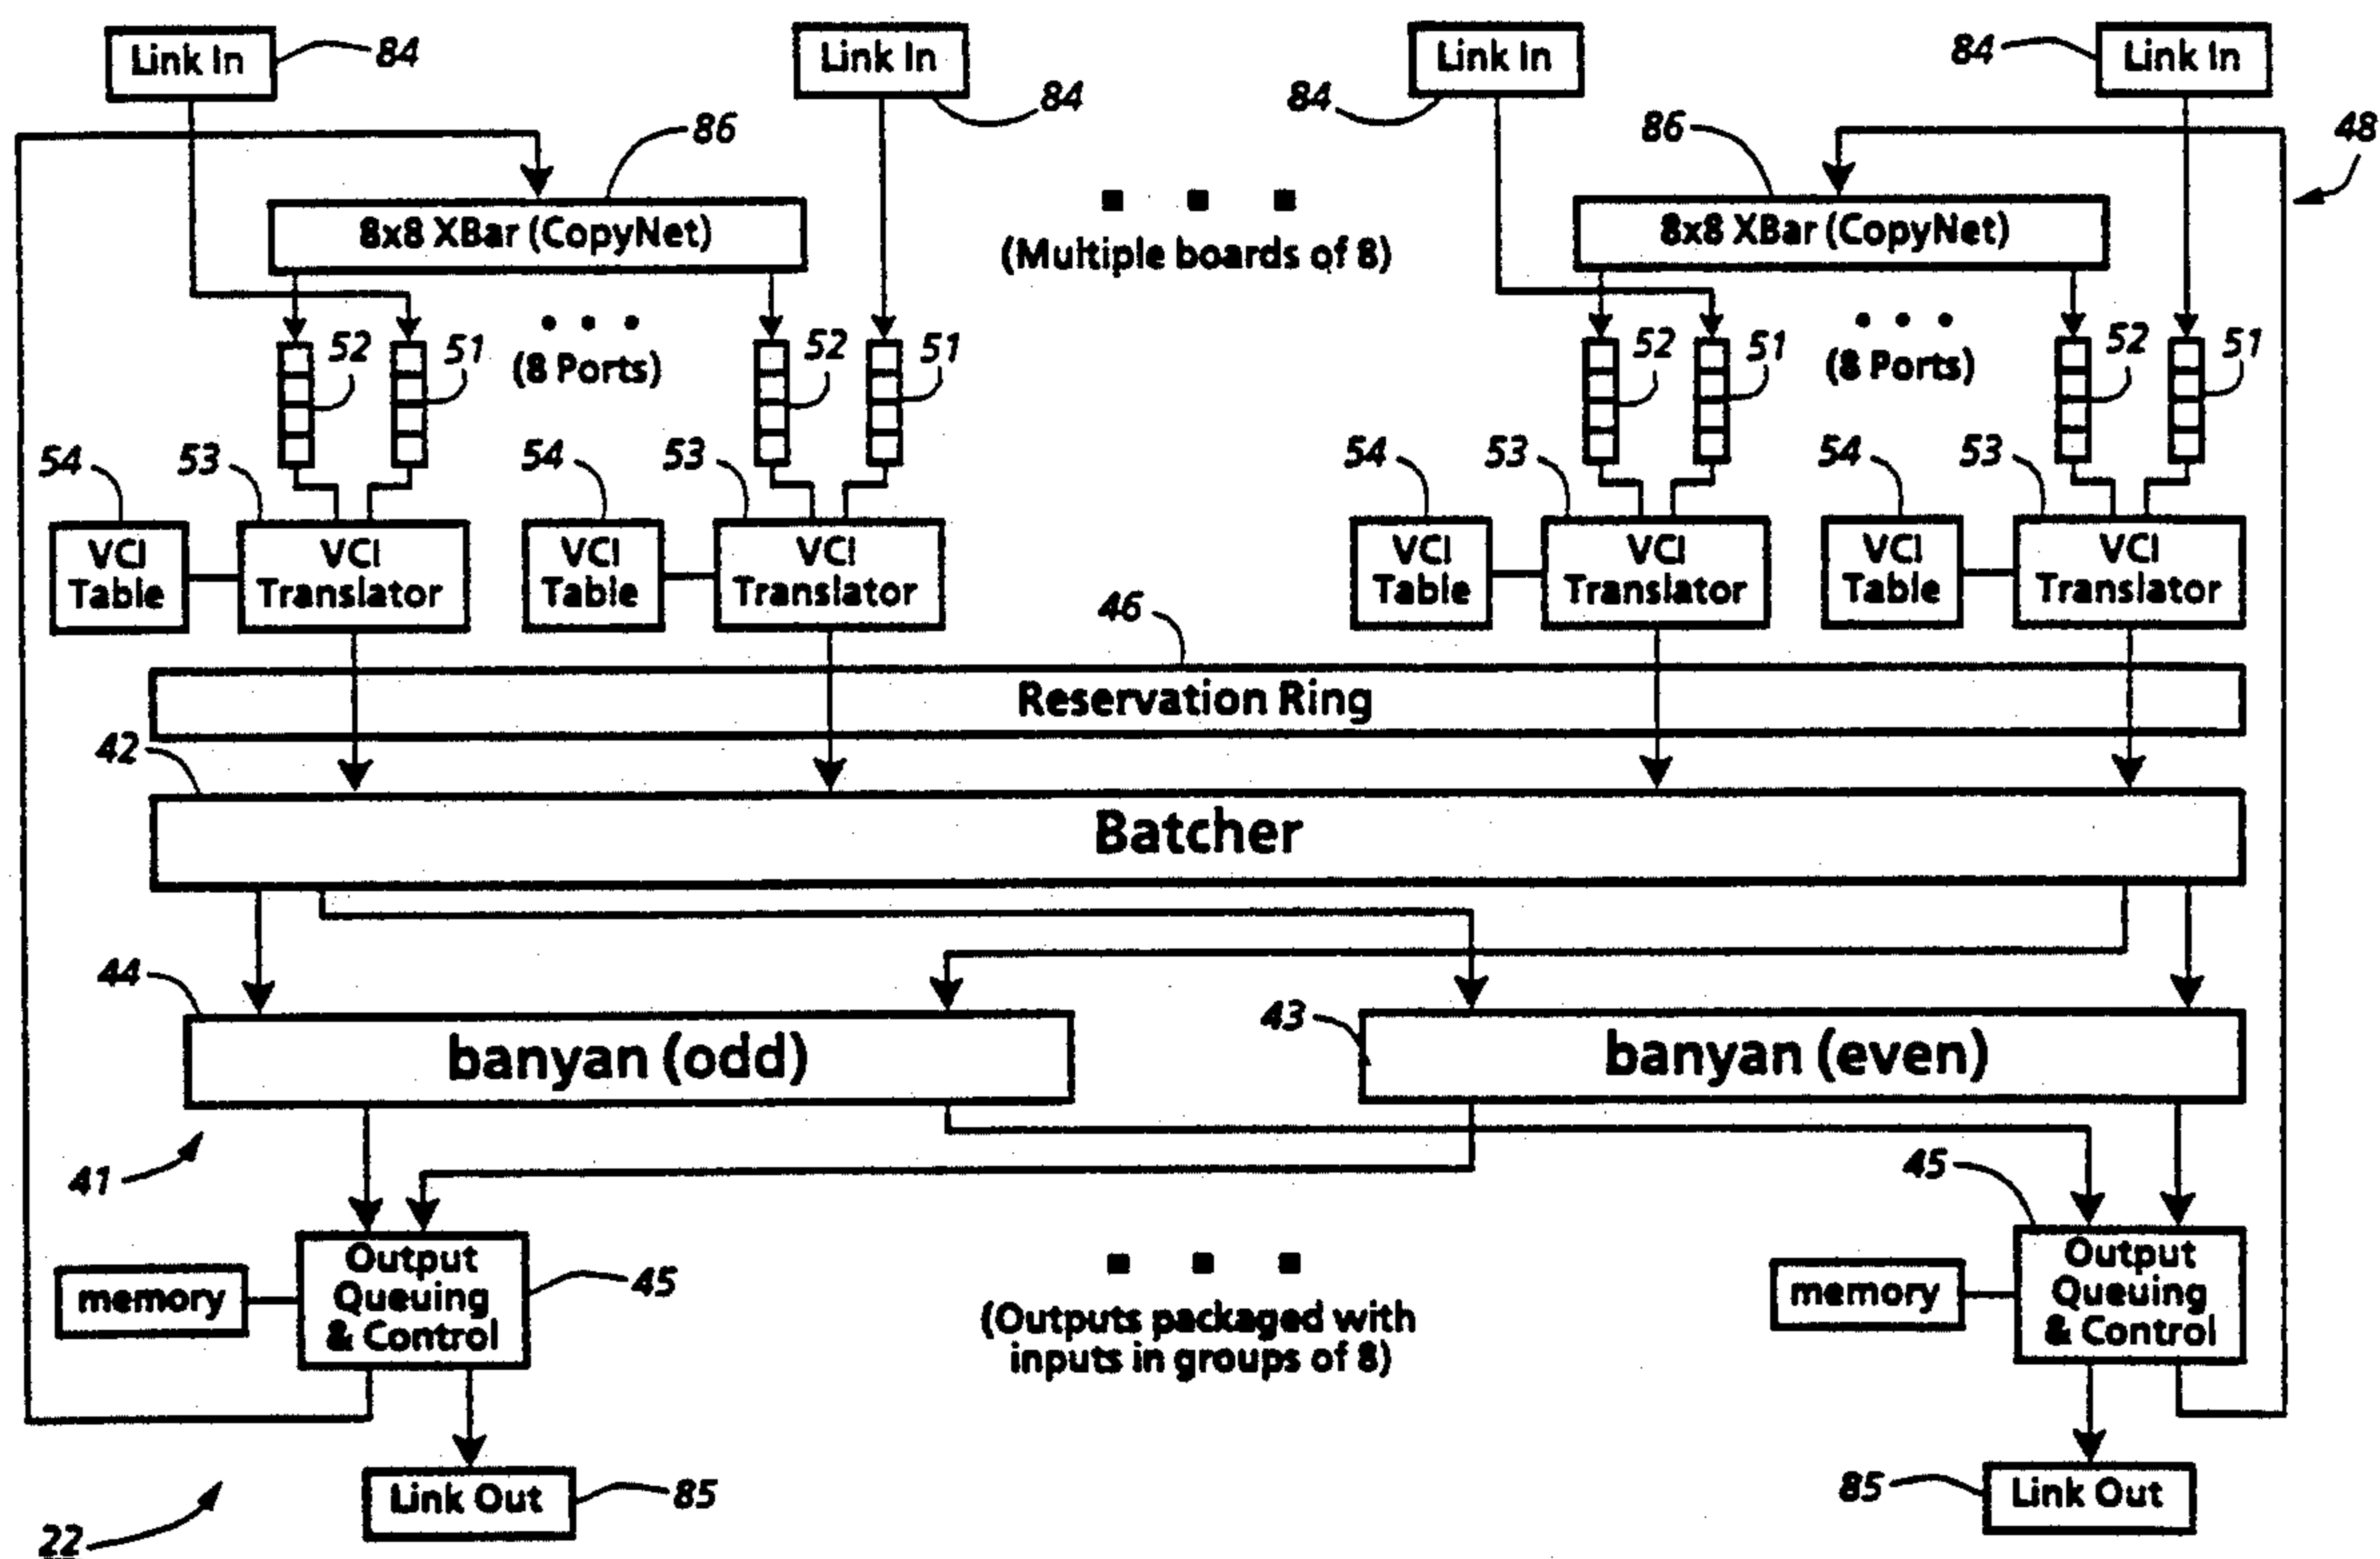 Link In
84
Link In
84
Link In
84
84
Link In
86
86
48
8x8 XBar (CopyNet)
(Multiple boards of 8)
8x8 XBar (CopyNet)
52
51
(8 Ports)
52
51
52
51
(8 Ports)
52
51
54
53
54
53
54
53
54
53
VCI
Table
VCI
Translator
VCI
Table
VCI
Translator
VCI
Table
VCI
Translator
VCI
Table
VCI
Translator
46
Reservation Ring
42
Batcher
44
43
banyan (odd)
banyan (even)
41
45
memory
Output
Queuing
& Control
45
(Outputs packaged with
inputs in groups of 8)
memory
Output
Queuing
& Control
Link Out
85
85
Link Out
22